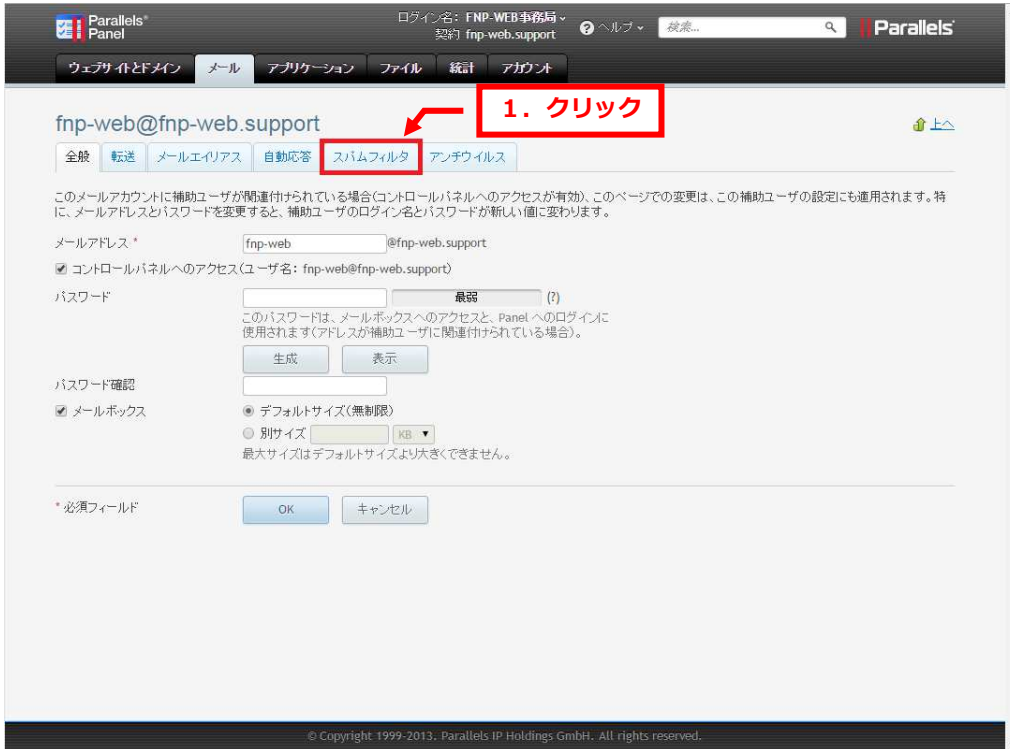 Parallels®
Panel
ログイン名: FNP-WEB事務局
契約 fnp-web.support
ヘルプ
検索...
Parallels®
ウェブサイトとドメイン メール アプリケーション ファイル 統計 アカウント
1．クリック
fnp-web@fnp-web.support
上へ
全般 転送 メールエイリアス 自動応答 スパムフィルタ アンチウイルス
このメールアカウントに補助ユーザが関連付けられている場合(コントロールパネルへのアクセスが有効)、このページでの変更は、この補助ユーザの設定にも適用されます。特
に、メールアドレスとパスワードを変更すると、補助ユーザのログイン名とパスワードが新しい値に変わります。
メールアドレス * fnp-web @fnp-web.support
コントロールパネルへのアクセス(ユーザ名: fnp-web@fnp-web.support)
パスワード 最弱 (?)
このパスワードは、メールボックスへのアクセスと、Panel へのログインに
使用されます(アドレスが補助ユーザに関連付けられている場合)。
生成 表示
パスワード確認
メールボックス デフォルトサイズ(無制限)
別サイズ KB
最大サイズはデフォルトサイズより大きくできません。
* 必須フィールド OK キャンセル
© Copyright 1999-2013. Parallels IP Holdings GmbH. All rights reserved.